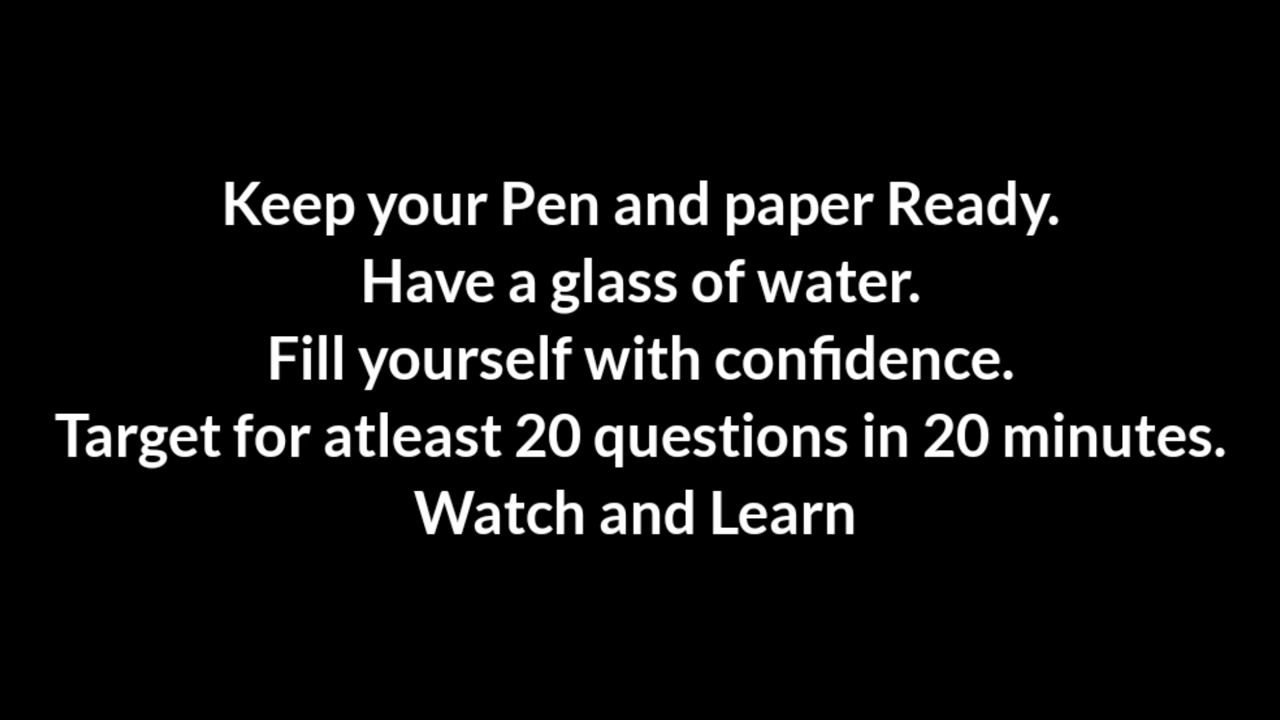 Keep your Pen and paper Ready.
Have a glass of water.
Fill yourself with confidence.
Target for atleast 20 questions in 20 minutes.
Watch and Learn